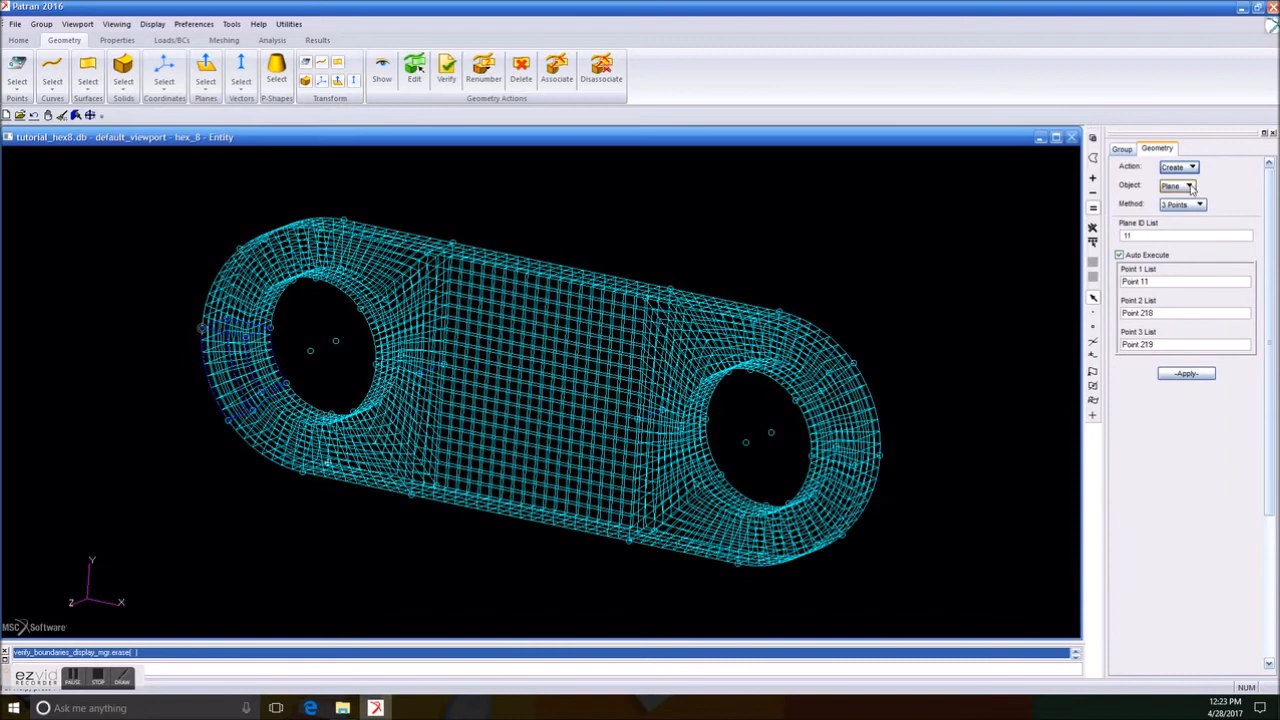 Patran 2016
File Group Viewport Viewing Display Preferences Tools Help Utilities
Home Geometry Properties Loads/BCs Meshing Analysis Results
Select Select Select Select Select Select Select Select Show Edit Verify Renumber Delete Associate Disassociate
Points Curves Surfaces Solids Coordinates Planes Vectors P-Shapes Transform Geometry Actions
tutorial_hex8.db - default_viewport - hex_8 - Entity
Group Geometry
Action: Create
Object: Plane
Method: 3 Points
Plane ID List
11
Auto Execute
Point 1 List
Point 11
Point 2 List
Point 218
Point 3 List
Point 219
-Apply-
Y
Z X
MSC Software
verify_boundaries_display_mgr.erase( )
ezvid
RECORDER
PAUSE STOP DRAW
NUM
Ask me anything
12:23 PM
4/28/2017